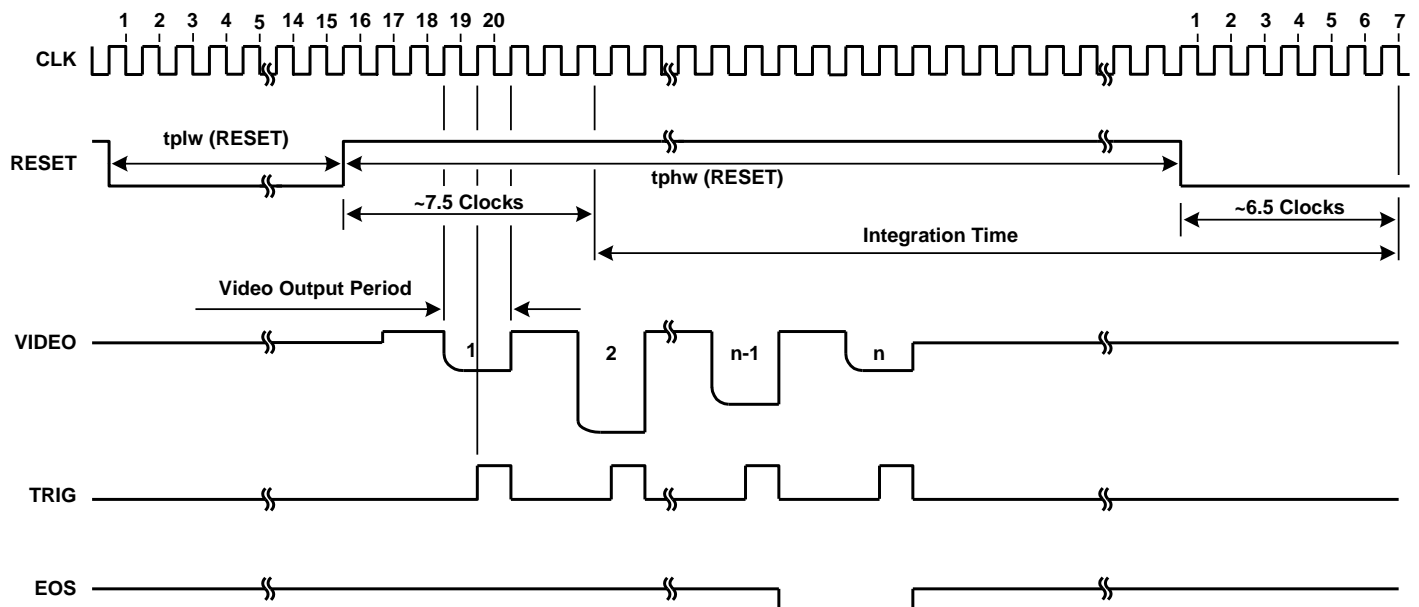 1 2 3 4 5 14 15 16 17 18 19 20 1 2 3 4 5 6 7
CLK
tplw (RESET)
RESET
tphw (RESET)
~7.5 Clocks
~6.5 Clocks
Integration Time
Video Output Period
VIDEO
1 2 n-1 n
TRIG
EOS